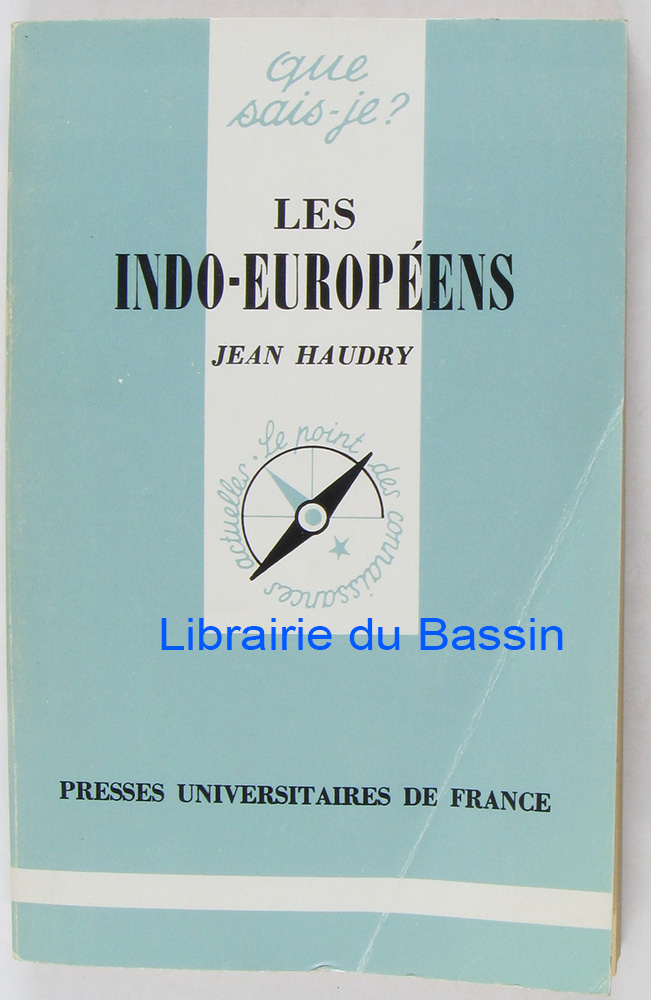 que
sais-je?
LES
INDO-EUROPÉENS
JEAN HAUDRY
Le point des connaissances actuelles.
Librairie du Bassin
PRESSES UNIVERSITAIRES DE FRANCE